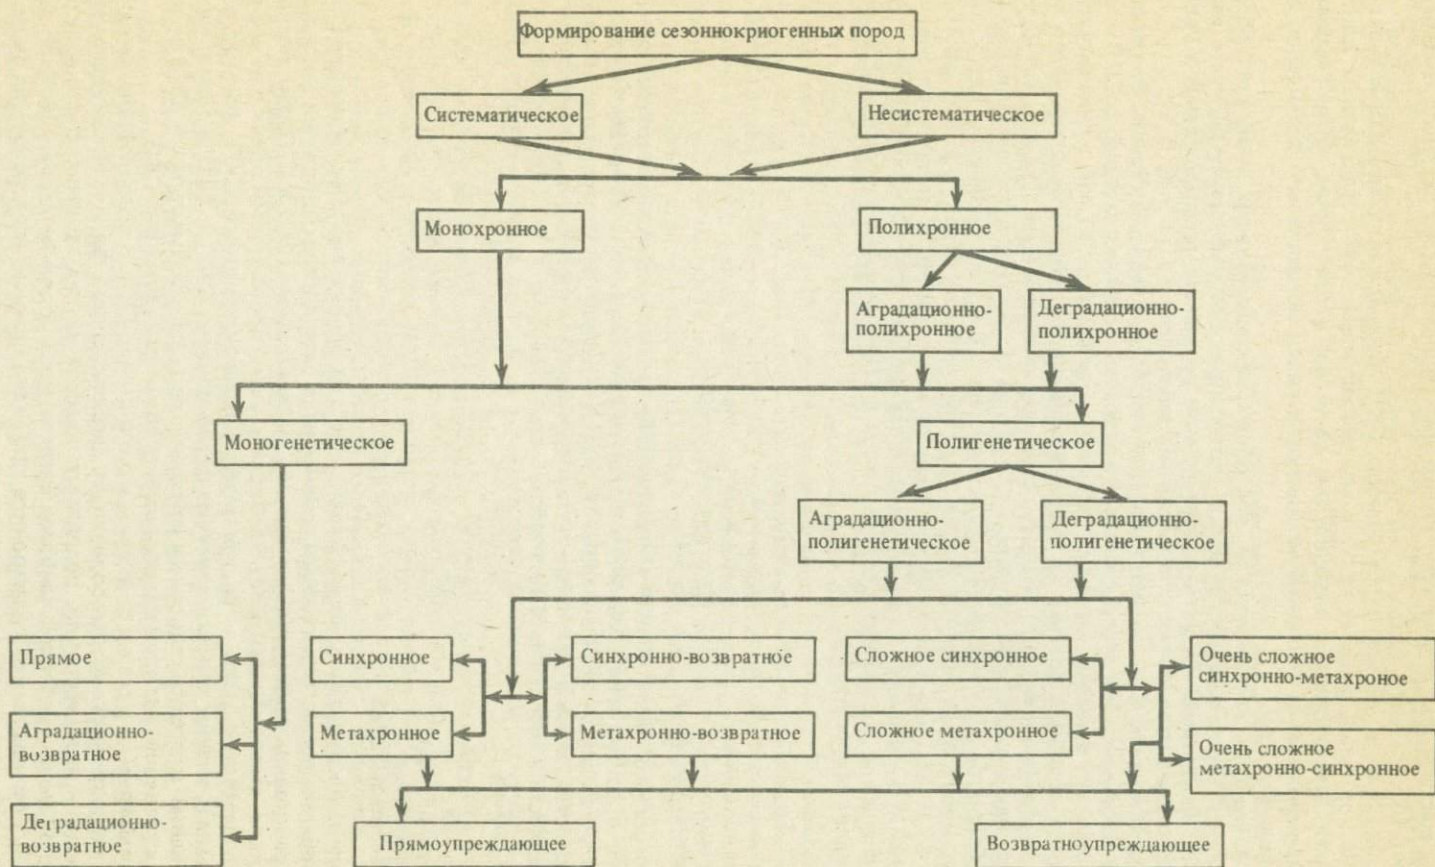 Формирование сезоннокриогенных пород
Систематическое
Несистематическое
Монохронное
Полихронное
Аградационно-
полихронное
Деградационно-
полихронное
Моногенетическое
Полигенетическое
Аградационно-
полигенетическое
Деградационно-
полигенетическое
Прямое
Аградационно-
возвратное
Деградационно-
возвратное
Синхронное
Метахронное
Синхронно-возвратное
Метахронно-возвратное
Сложное синхронное
Сложное метахронное
Очень сложное
синхронно-метахроное
Очень сложное
метахронно-синхронное
Прямоупреждающее
Возвратноупреждающее